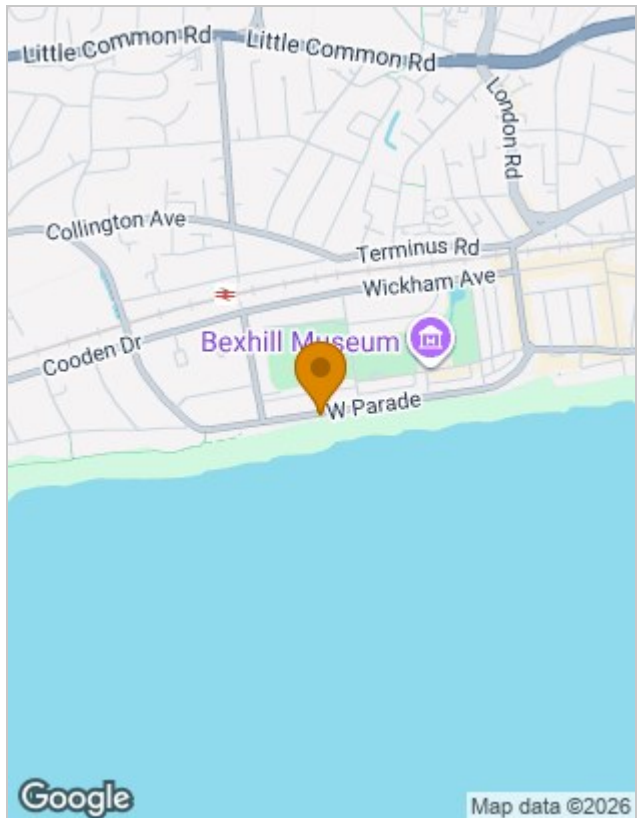 Little Common Rd
Little Common Rd
London Rd
Collington Ave
Terminus Rd
Wickham Ave
Bexhill Museum
Cooden Dr
W Parade
Google
Map data ©2026